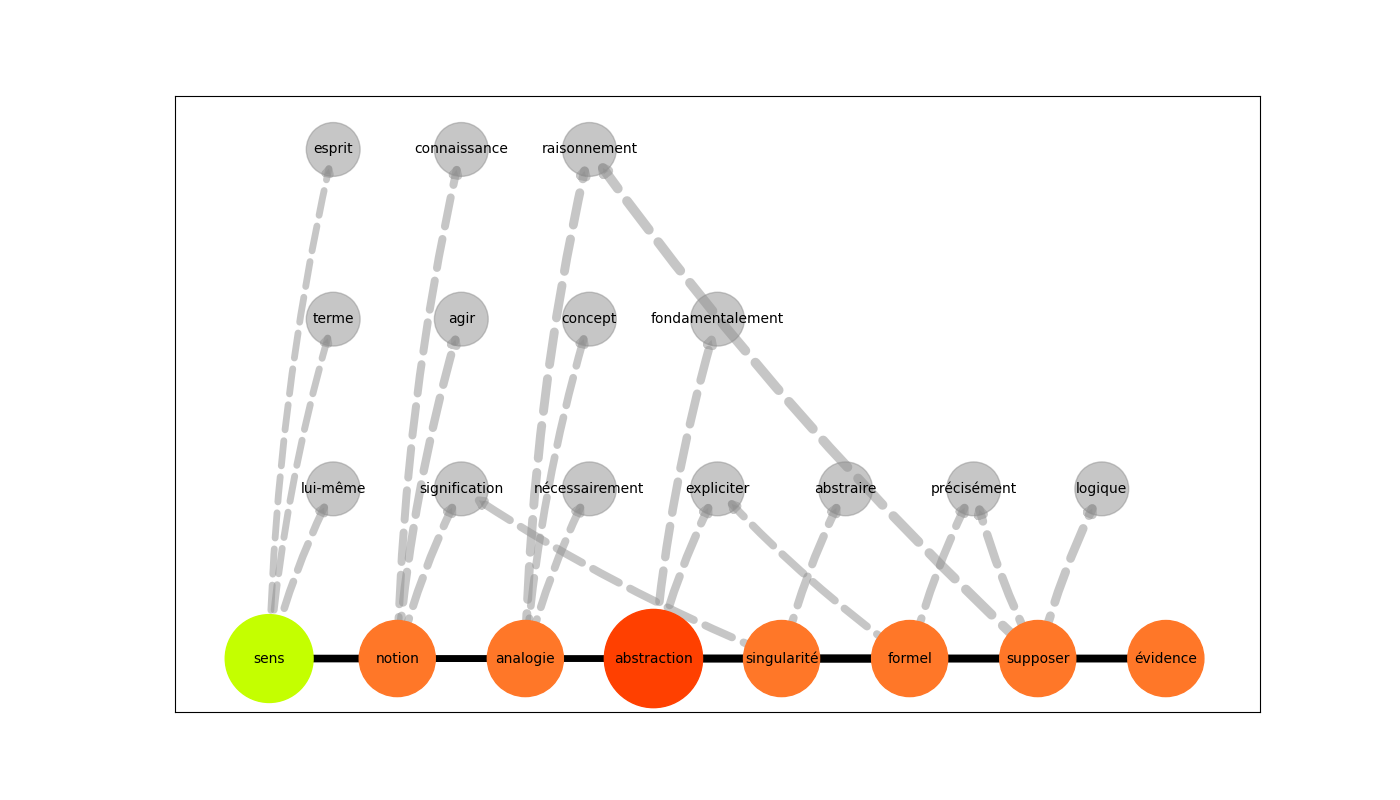 esprit connaissance raisonnement
terme agir concept fondamentalement
lui-même signification nécessairement expliciter abstraire précisément logique
sens notion analogie abstraction singularité formel supposer évidence